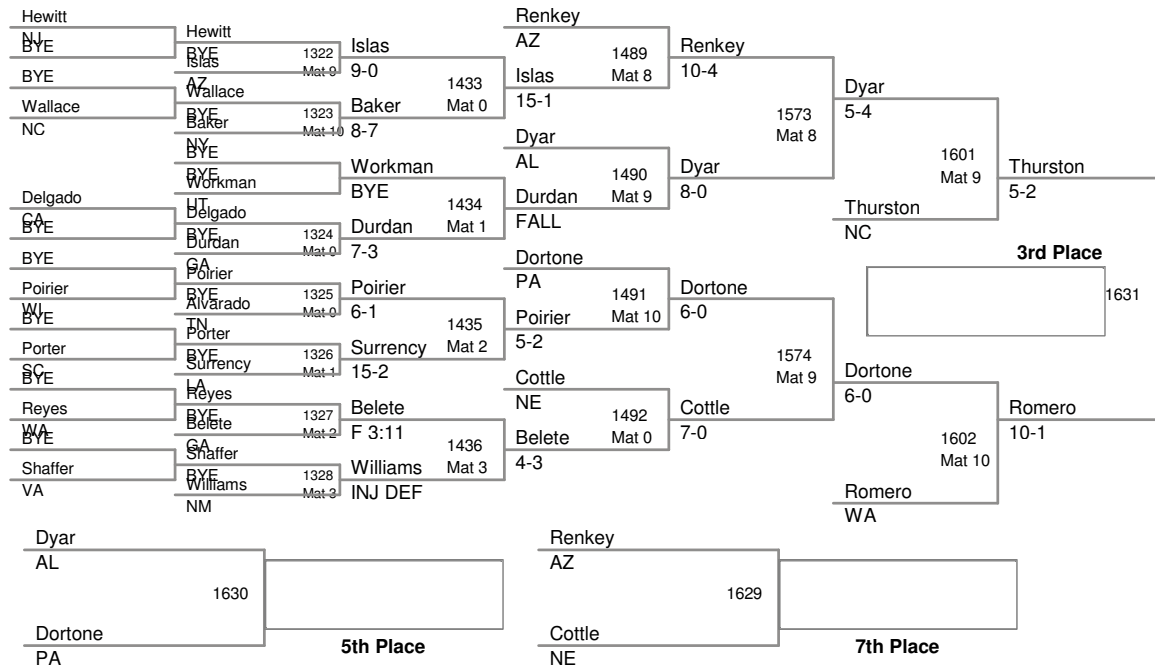 Hewitt
NJ
BYE
BYE
Wallace
NC
Delgado
CA
BYE
BYE
Poirier
WI
BYE
Porter
SC
BYE
Reyes
WA
BYE
Shaffer
VA
Hewitt
BYE
Islas
AZ
1322
Mat 9
Wallace
BYE
Baker
NY
1323
Mat 10
BYE
BYE
Workman
UT
Delgado
BYE
Durdan
GA
1324
Mat 0
Poirier
BYE
Alvarado
TN
1325
Mat 0
Porter
BYE
Surrency
LA
1326
Mat 1
Reyes
BYE
Belete
GA
1327
Mat 2
Shaffer
BYE
Williams
NM
1328
Mat 3
Islas
9-0
1433
Mat 0
Baker
8-7
Workman
BYE
1434
Mat 1
Durdan
7-3
Poirier
6-1
1435
Mat 2
Surrency
15-2
Belete
F 3:11
1436
Mat 3
Williams
INJ DEF
Renkey
AZ
1489
Mat 8
Islas
15-1
Dyar
AL
1490
Mat 9
Durdan
FALL
Dortone
PA
1491
Mat 10
Poirier
5-2
Cottle
NE
1492
Mat 0
Belete
4-3
Renkey
10-4
1573
Mat 8
Dyar
8-0
Dortone
6-0
1574
Mat 9
Cottle
7-0
Dyar
5-4
1601
Mat 9
Thurston
NC
Dortone
6-0
1602
Mat 10
Romero
WA
Thurston
5-2
3rd Place
1631
Romero
10-1
Dyar
AL
1630
Dortone
PA
5th Place
Renkey
AZ
1629
Cottle
NE
7th Place